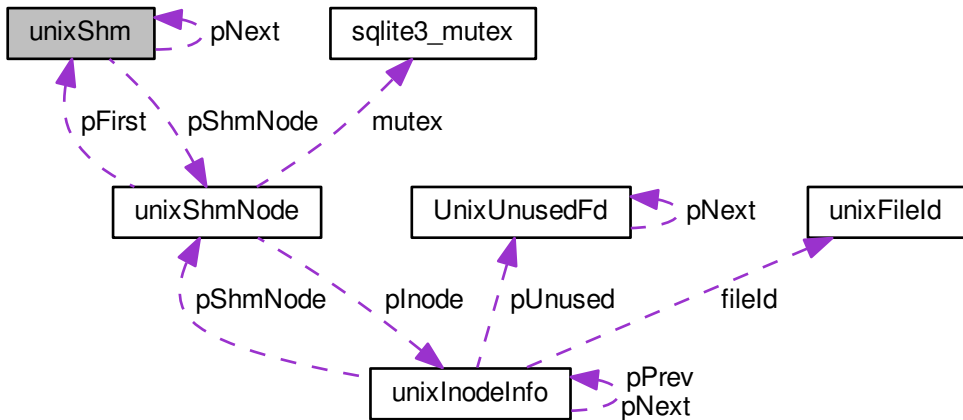 unixShm
pNext
sqlite3_mutex
pFirst
pShmNode
mutex
unixShmNode
UnixUnusedFd
pNext
unixFileId
pShmNode
pInode
pUnused
fileId
unixInodeInfo
pPrev
pNext